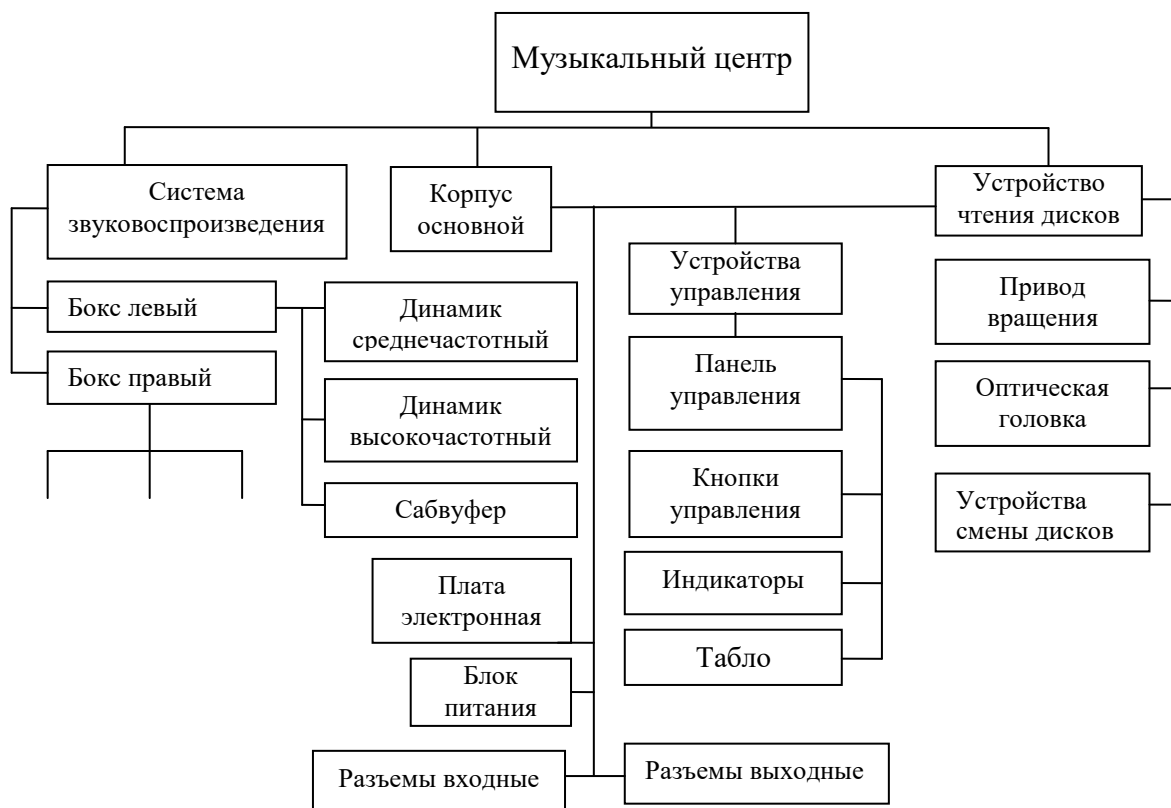 Музыкальный центр
Система
звуковоспроизведения
Корпус
основной
Устройство
чтения дисков
Бокс левый
Бокс правый
Динамик
среднечастотный
Динамик
высокочастотный
Сабвуфер
Устройства
управления
Панель
управления
Кнопки
управления
Индикаторы
Табло
Привод
вращения
Оптическая
головка
Устройства
смены дисков
Плата
электронная
Блок
питания
Разъемы входные
Разъемы выходные